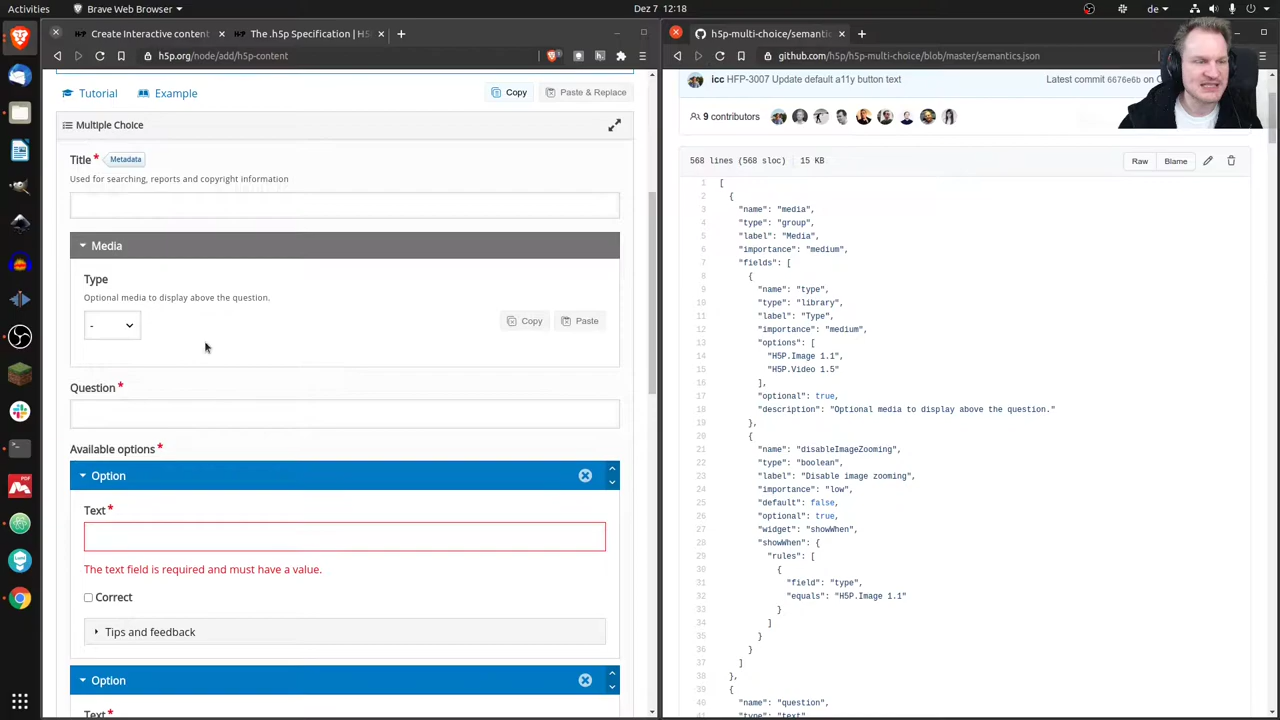 Activities
Brave Web Browser
Dez 7 12:18
Create Interactive content
The .h5p Specification | H5
h5p.org/node/add/h5p-content
Tutorial
Example
Copy
Paste & Replace
Multiple Choice
Title *
Metadata
Used for searching, reports and copyright information
Media
Type
Optional media to display above the question.
-
Copy
Paste
Question *
Available options *
Option
Text *
The text field is required and must have a value.
Correct
Tips and feedback
Option
Text
h5p-multi-choice/semantic
github.com/h5p/h5p-multi-choice/blob/master/semantics.json
icc HFP-3007 Update default a11y button text
Latest commit 6676e6b on
9 contributors
568 lines (568 sloc) 15 KB
Raw
Blame
1 [
2 {
3 "name": "media",
4 "type": "group",
5 "label": "Media",
6 "importance": "medium",
7 "fields": [
8 {
9 "name": "type",
10 "type": "library",
11 "label": "Type",
12 "importance": "medium",
13 "options": [
14 "H5P.Image 1.1",
15 "H5P.Video 1.5"
16 ],
17 "optional": true,
18 "description": "Optional media to display above the question."
19 },
20 {
21 "name": "disableImageZooming",
22 "type": "boolean",
23 "label": "Disable image zooming",
24 "importance": "low",
25 "default": false,
26 "optional": true,
27 "widget": "showWhen",
28 "showWhen": {
29 "rules": [
30 {
31 "field": "type",
32 "equals": "H5P.Image 1.1"
33 }
34 ]
35 }
36 }
37 ]
38 },
39 {
40 "name": "question",
41 "type": "text",